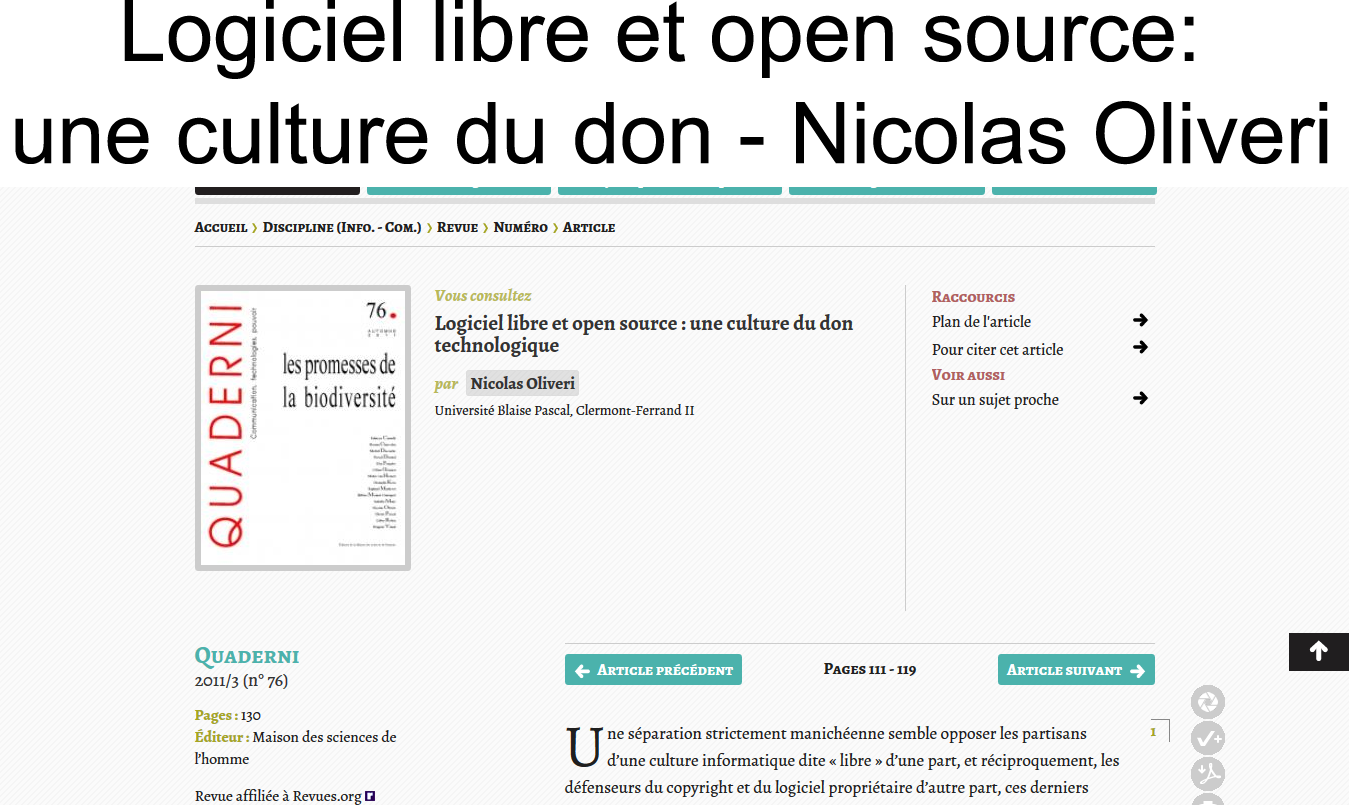 Logiciel libre et open source:
une culture du don - Nicolas Oliveri
Accueil › Discipline (Info. - Com.) › Revue › Numéro › Article
QUADERNI
Communication, technologies, pouvoir
76.
les promesses de
la biodiversité
Vous consultez
Logiciel libre et open source : une culture du don
technologique
par Nicolas Oliveri
Université Blaise Pascal, Clermont-Ferrand II
Raccourcis
Plan de l'article
Pour citer cet article
Voir aussi
Sur un sujet proche
Quaderni
2011/3 (n° 76)
Pages : 130
Éditeur : Maison des sciences de
l'homme
Revue affiliée à Revues.org
Article précédent
Pages 111 - 119
Article suivant
Une séparation strictement manichéenne semble opposer les partisans
1
d'une culture informatique dite « libre » d'une part, et réciproquement, les
défenseurs du copyright et du logiciel propriétaire d'autre part, ces derniers